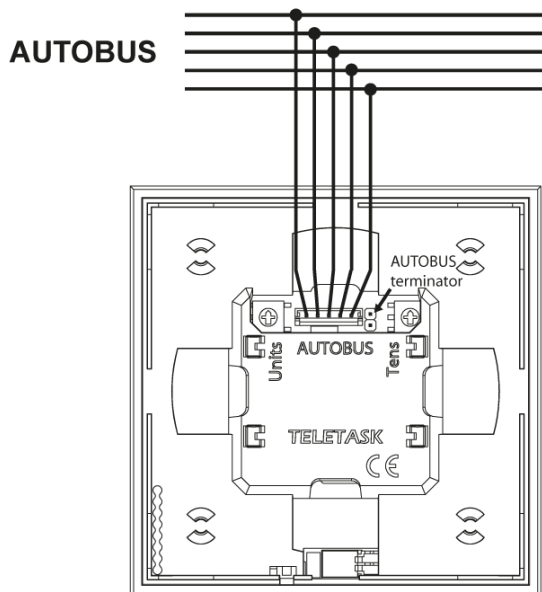 AUTOBUS
AUTOBUS
terminator
Units
AUTOBUS
Tens
TELETASK
CE